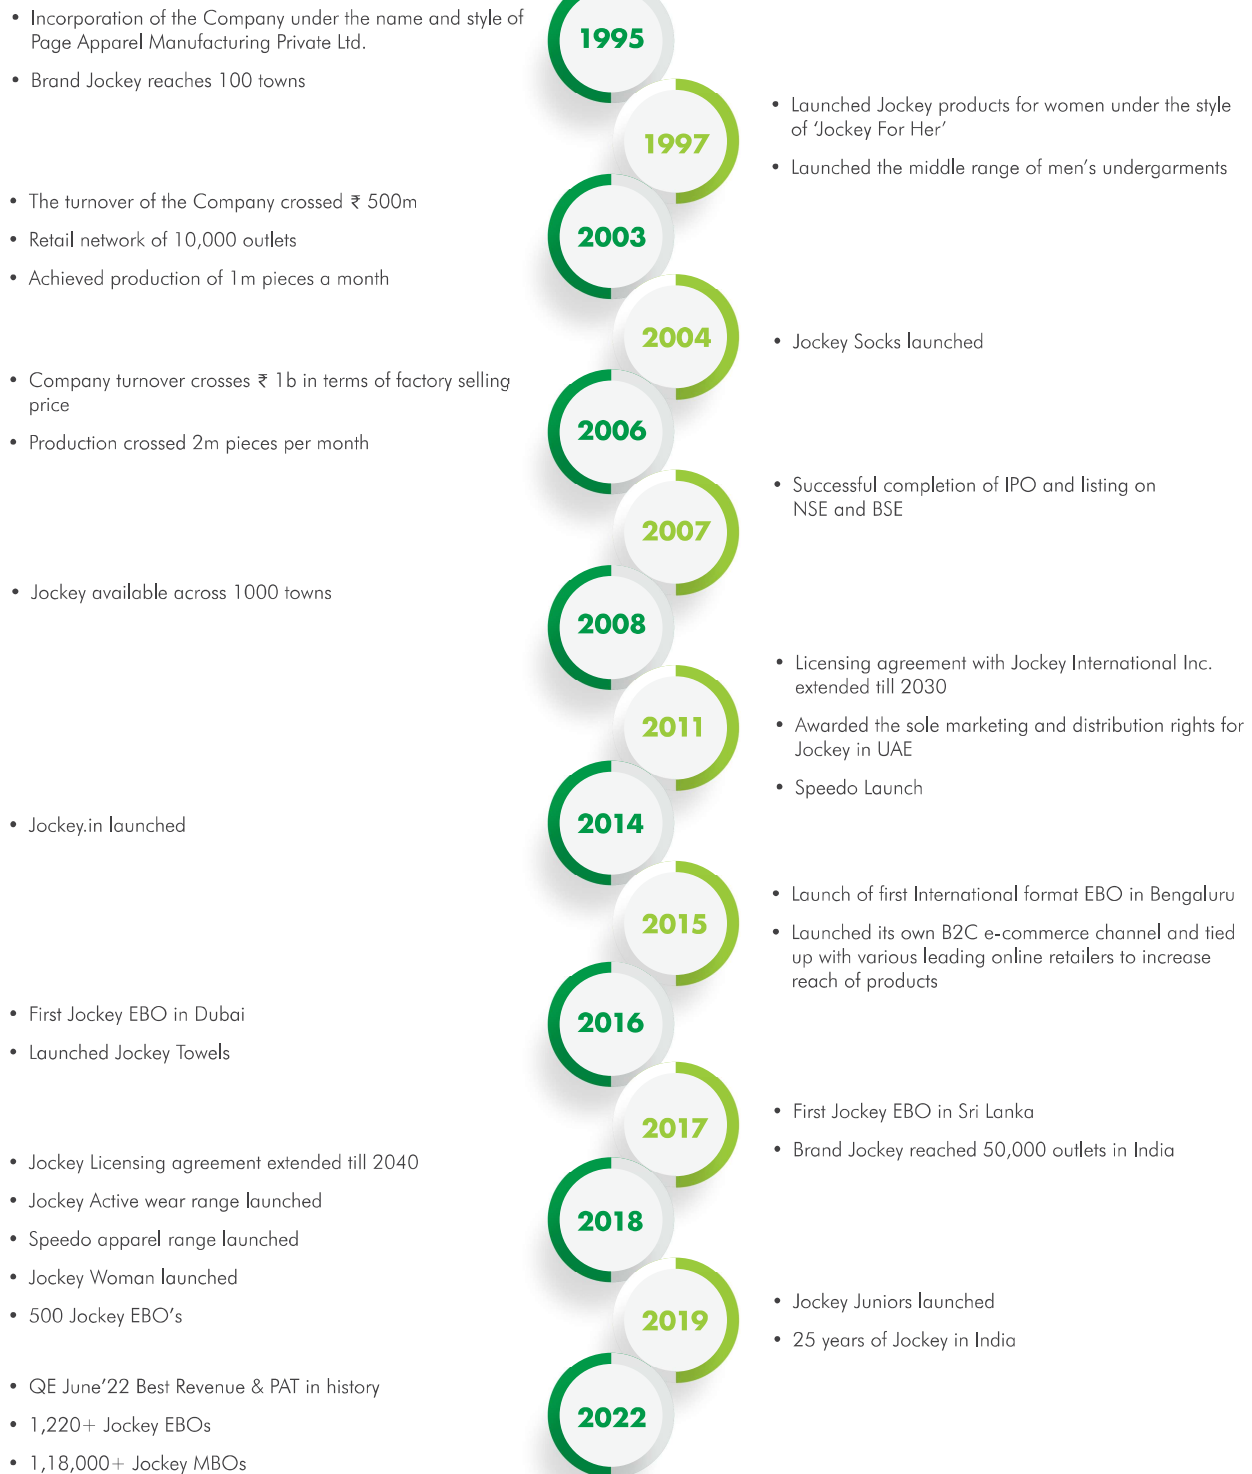 • Incorporation of the Company under the name and style of
Page Apparel Manufacturing Private Ltd.
• Brand Jockey reaches 100 towns
1995
1997
• Launched Jockey products for women under the style
of ‘Jockey For Her’
• Launched the middle range of men’s undergarments
• The turnover of the Company crossed ₹ 500m
• Retail network of 10,000 outlets
• Achieved production of 1m pieces a month
2003
2004
• Jockey Socks launched
• Company turnover crosses ₹ 1b in terms of factory selling
price
• Production crossed 2m pieces per month
2006
2007
• Successful completion of IPO and listing on
NSE and BSE
• Jockey available across 1000 towns
2008
2011
• Licensing agreement with Jockey International Inc.
extended till 2030
• Awarded the sole marketing and distribution rights for
Jockey in UAE
• Speedo Launch
• Jockey.in launched
2014
2015
• Launch of first International format EBO in Bengaluru
• Launched its own B2C e-commerce channel and tied
up with various leading online retailers to increase
reach of products
• First Jockey EBO in Dubai
• Launched Jockey Towels
2016
2017
• First Jockey EBO in Sri Lanka
• Brand Jockey reached 50,000 outlets in India
• Jockey Licensing agreement extended till 2040
• Jockey Active wear range launched
• Speedo apparel range launched
• Jockey Woman launched
• 500 Jockey EBO’s
2018
2019
• Jockey Juniors launched
• 25 years of Jockey in India
• QE June’22 Best Revenue & PAT in history
• 1,220+ Jockey EBOs
• 1,18,000+ Jockey MBOs
2022